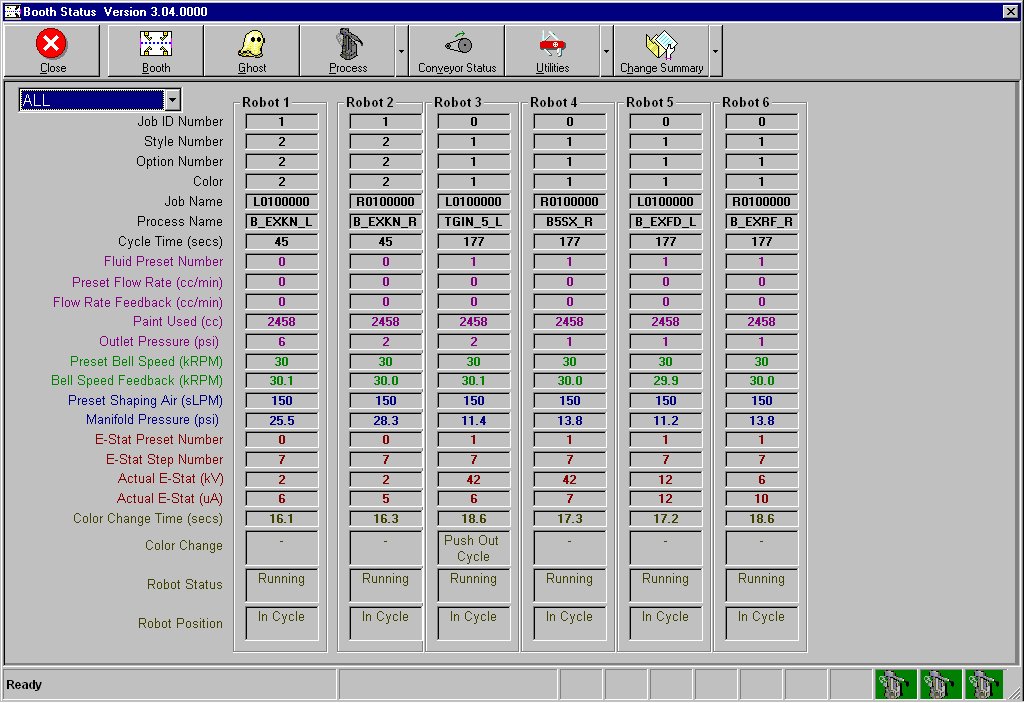 Booth Status Version 3.04.0000
Close Booth Ghost Process Conveyor Status Utilities Change Summary
ALL
Robot 1 Robot 2 Robot 3 Robot 4 Robot 5 Robot 6
Job ID Number 1 1 0 0 0 0
Style Number 2 2 1 1 1 1
Option Number 2 2 1 1 1 1
Color 2 2 1 1 1 1
Job Name L0100000 R0100000 L0100000 R0100000 L0100000 R0100000
Process Name B_EXKN_L B_EXKN_R TGIN_5_L B5SX_R B_EXFD_L B_EXRF_R
Cycle Time (secs) 45 45 177 177 177 177
Fluid Preset Number 0 0 1 1 1 1
Preset Flow Rate (cc/min) 0 0 0 0 0 0
Flow Rate Feedback (cc/min) 0 0 0 0 0 0
Paint Used (cc) 2458 2458 2458 2458 2458 2458
Outlet Pressure (psi) 6 2 2 1 1 1
Preset Bell Speed (kRPM) 30 30 30 30 30 30
Bell Speed Feedback (kRPM) 30.1 30.0 30.1 30.0 29.9 30.0
Preset Shaping Air (sLPM) 150 150 150 150 150 150
Manifold Pressure (psi) 25.5 28.3 11.4 13.8 11.2 13.8
E-Stat Preset Number 0 0 1 1 1 1
E-Stat Step Number 7 7 7 7 7 7
Actual E-Stat (kV) 2 2 42 42 12 6
Actual E-Stat (uA) 6 5 6 7 12 10
Color Change Time (secs) 16.1 16.3 18.6 17.3 17.2 18.6
Color Change - - Push Out Cycle - - -
Robot Status Running Running Running Running Running Running
Robot Position In Cycle In Cycle In Cycle In Cycle In Cycle In Cycle
Ready